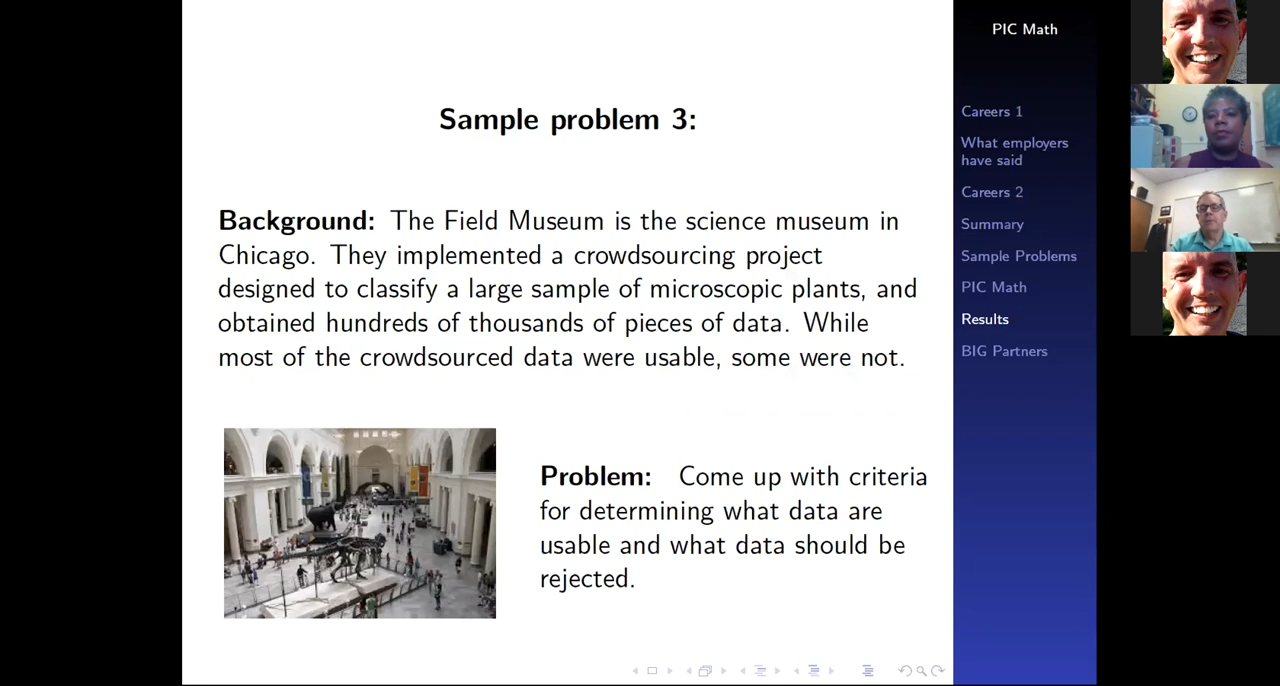 Sample problem 3:
Background: The Field Museum is the science museum in
Chicago. They implemented a crowdsourcing project
designed to classify a large sample of microscopic plants, and
obtained hundreds of thousands of pieces of data. While
most of the crowdsourced data were usable, some were not.
Problem: Come up with criteria
for determining what data are
usable and what data should be
rejected.
PIC Math
Careers 1
What employers
have said
Careers 2
Summary
Sample Problems
PIC Math
Results
BIG Partners